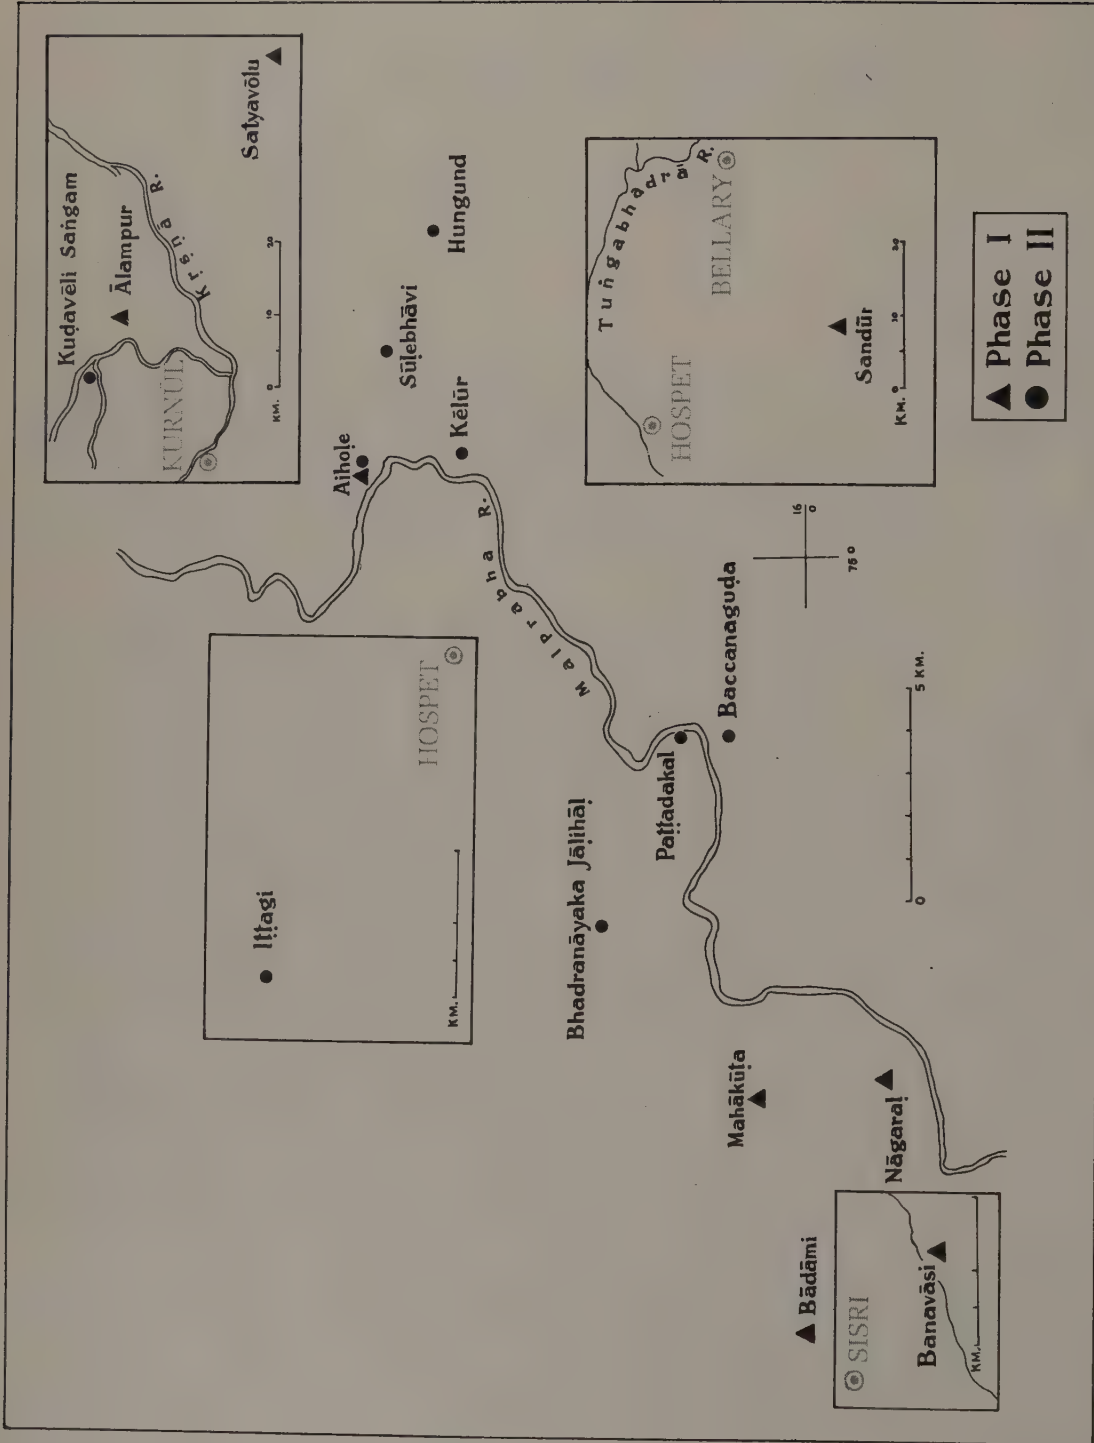 Kuḍavēli Saṅgam
Ālampur
KURNŪL
Kṛṣṇā R.
Satyavōlu
KM. 0 10 20
Aihoḷe
Sūḷebhāvi
Hungund
Kēlūr
Malprabha R.
ITTagi
HOSPET
KM.
Bhadranāyaka Jāḷihāḷ
Paṭṭadakal
Baccanaguḍa
16
0
75 0
0 5 KM.
Tuṅgabhadrā R.
HOSPET
BELLARY
Sandūr
KM. 0 10 20
Mahākūṭa
Nāgaraḷ
Bādāmi
SISRI
Banavāsi
KM.
Phase I
Phase II